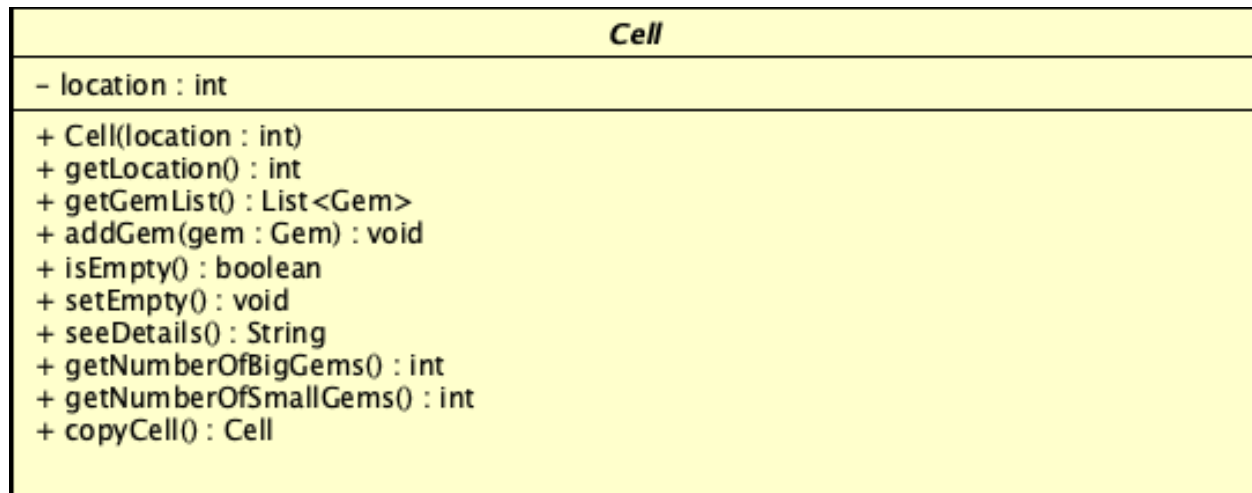 Cell
- location : int
+ Cell(location : int)
+ getLocation() : int
+ getGemList() : List<Gem>
+ addGem(gem : Gem) : void
+ isEmpty() : boolean
+ setEmpty() : void
+ seeDetails() : String
+ getNumberOfBigGems() : int
+ getNumberOfSmallGems() : int
+ copyCell() : Cell